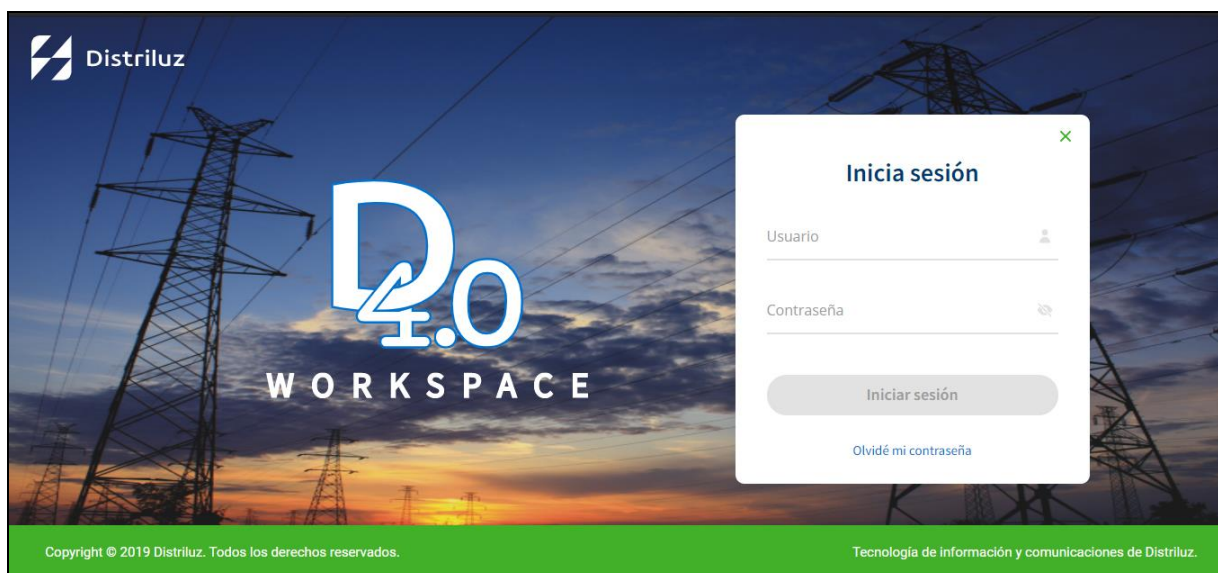 Distriluz
Inicia sesión
Usuario
Contraseña
D4.0
WORKSPACE
Iniciar sesión
Olvidé mi contraseña
Copyright © 2019 Distriluz. Todos los derechos reservados.
Tecnología de información y comunicaciones de Distriluz.